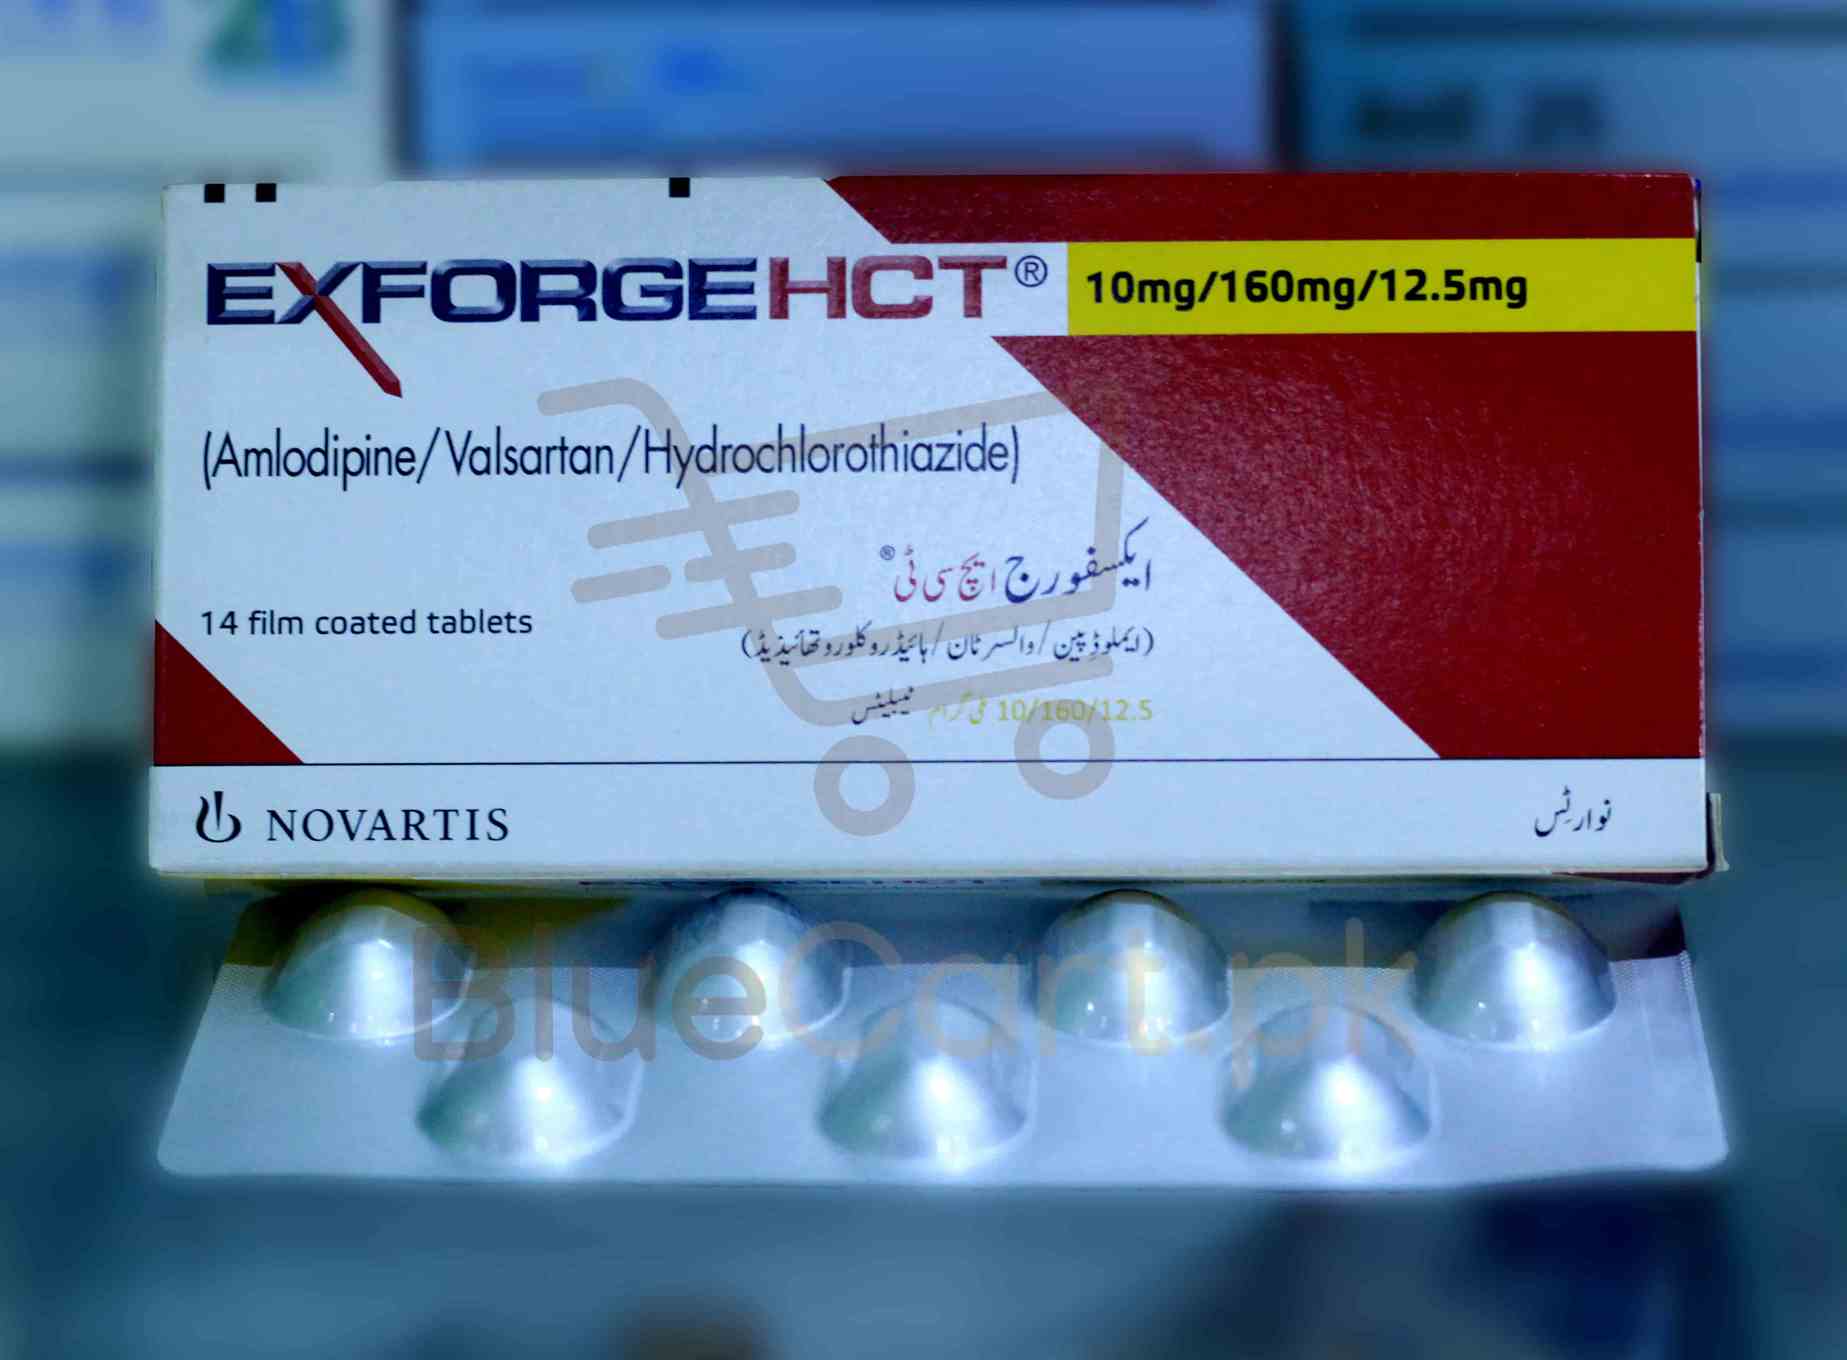 EXFORGE HCT® 10mg/160mg/12.5mg
(Amlodipine/Valsartan/Hydrochlorothiazide)
ایکسفورج ایچ سی ٹی®
14 film coated tablets
(ایملوڈپین/والسرٹان/ہائیڈروکلوروتھائیزیڈ)
10/160/12.5 ملی گرام ٹیبلیٹس
NOVARTIS
نوارٹس
BlueCart.pk